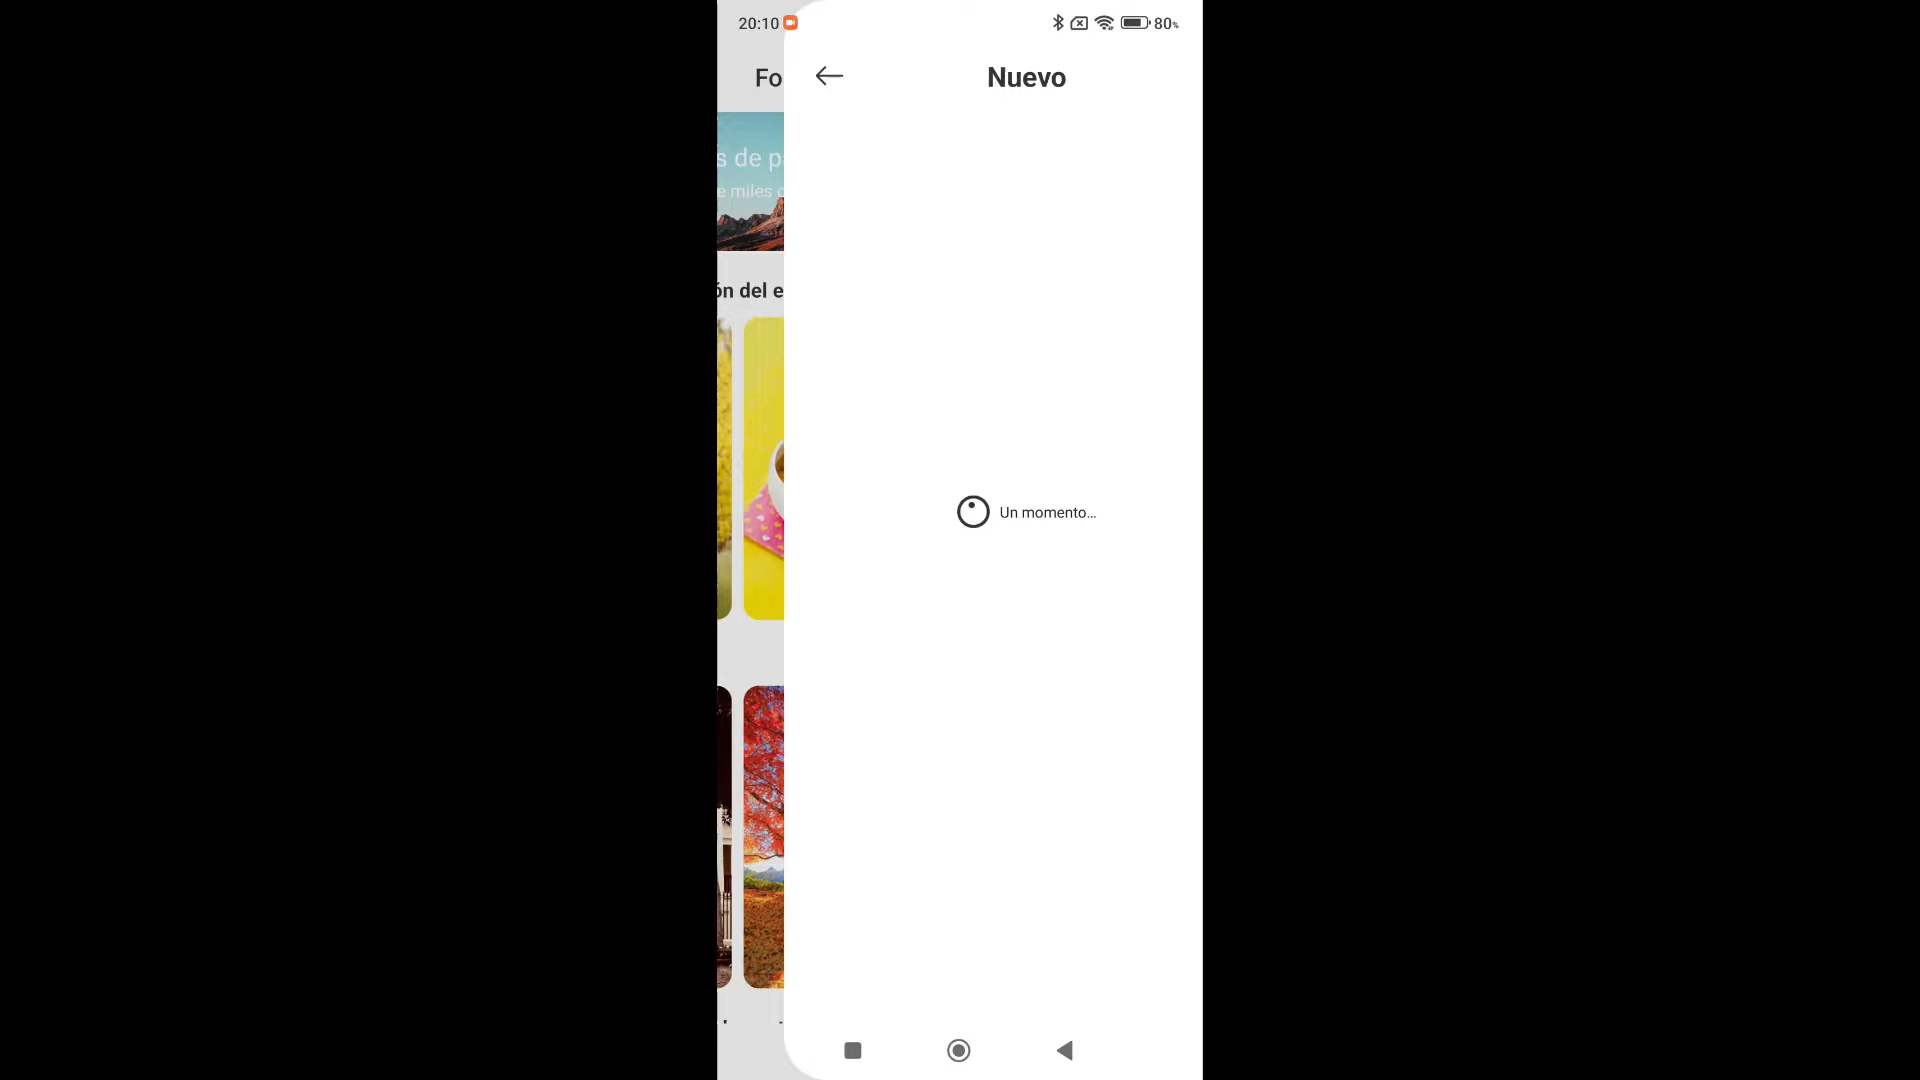 20:10 80%
Fo
Nuevo
s de p
e miles
ón del e
Un momento...